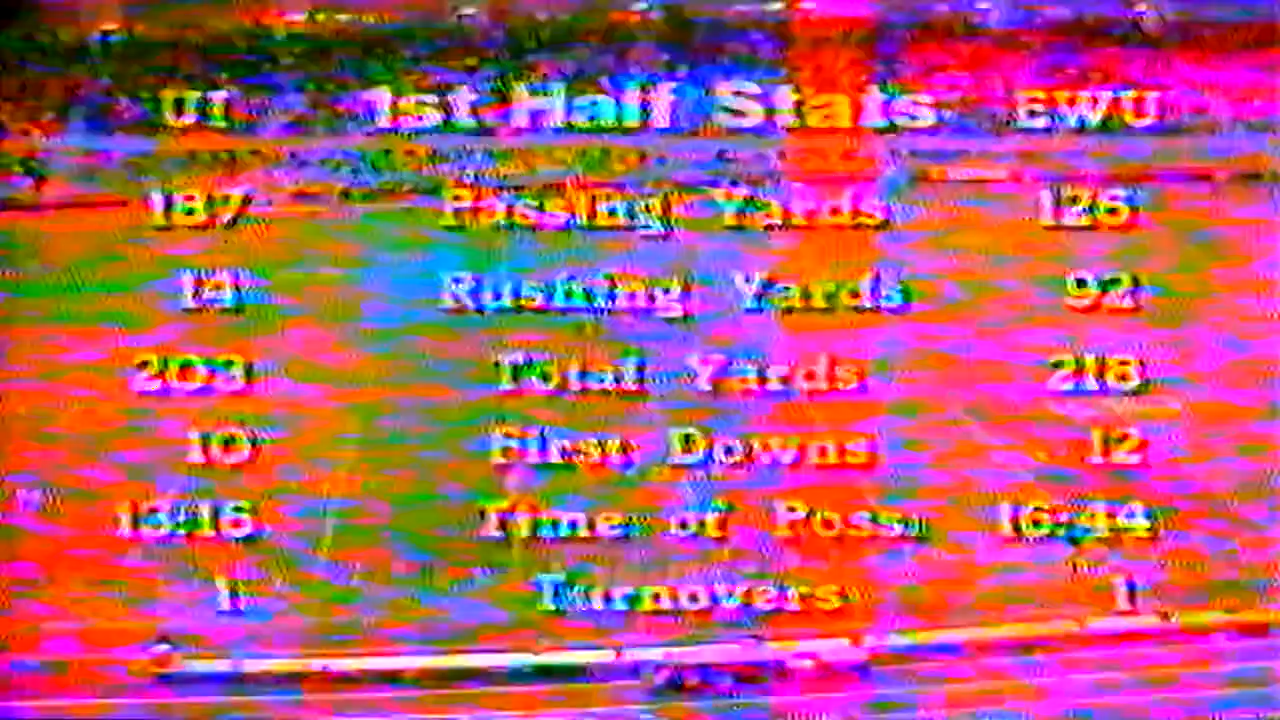 UI 1st Half Stats EWU
187 Passing Yards 126
14 Rushing Yards 92
203 Total Yards 218
10 First Downs 12
13:16 Time of Poss. 16:44
1 Turnovers 1